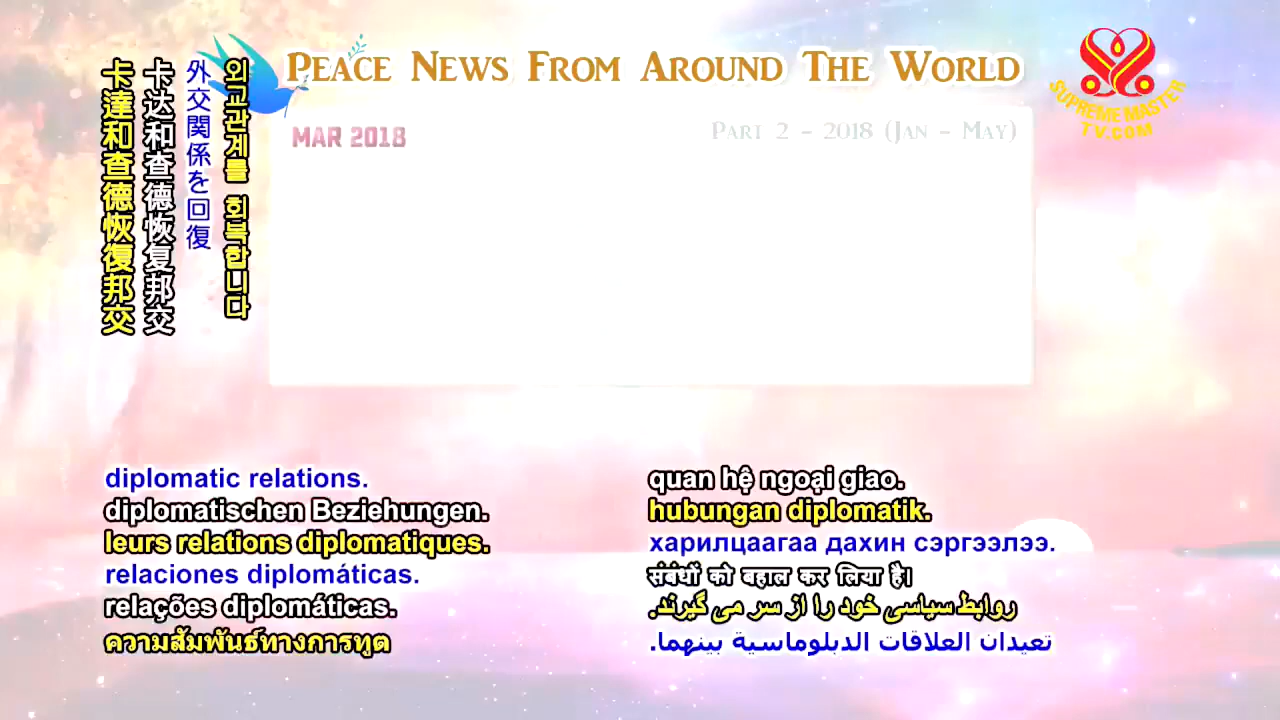 PEACE NEWS FROM AROUND THE WORLD
SUPREME MASTER
TV.COM
MAR 2018
PART 2 - 2018 (JAN - MAY)
외교관계를 회복합니다
外交関係を回復
卡达和查德恢复邦交
卡達和查德恢復邦交
diplomatic relations.
diplomatischen Beziehungen.
leurs relations diplomatiques.
relaciones diplomáticas.
relações diplomáticas.
ความสัมพันธ์ทางการทูต
quan hệ ngoại giao.
hubungan diplomatik.
харилцаагаа дахин сэргээлээ.
संबंधों को बहाल कर लिया है।
روابط سیاسی خود را از سر می گیرند.
تعيدان العلاقات الدبلوماسية بينهما.